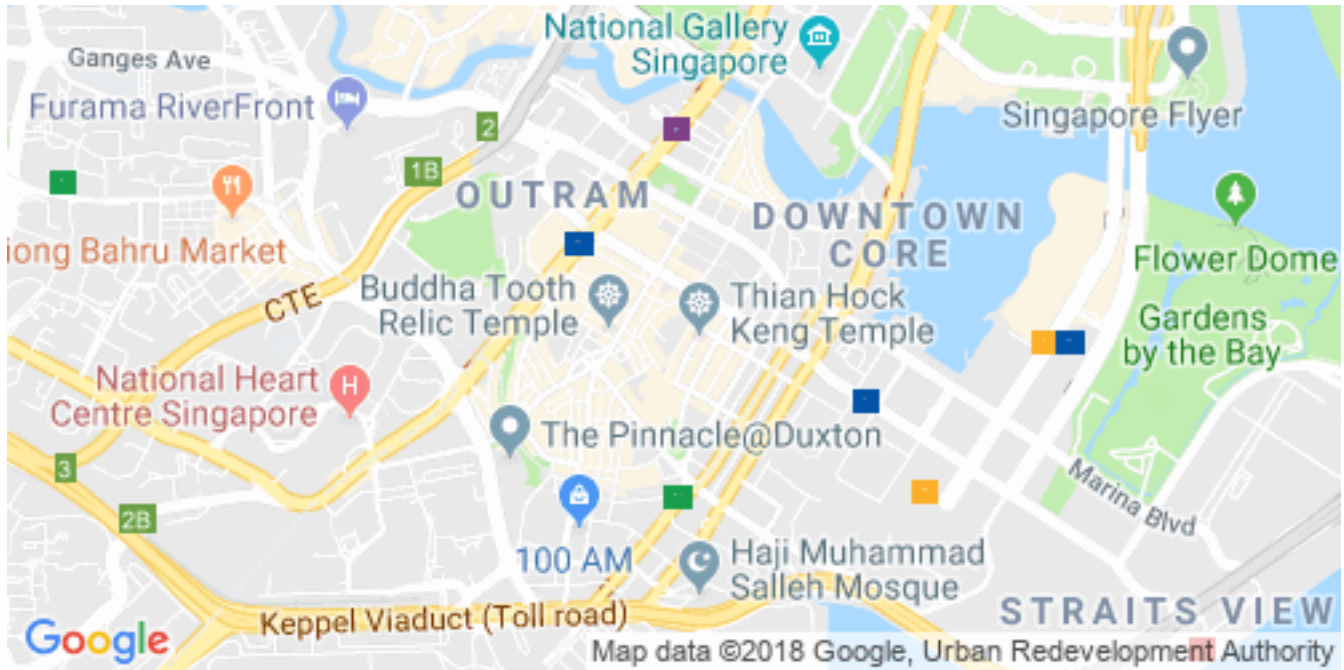 National Gallery
Singapore
Ganges Ave
Furama RiverFront
Singapore Flyer
2
1B
OUTRAM
DOWNTOWN
CORE
iong Bahru Market
Flower Dome
CTE
Buddha Tooth
Relic Temple
Thian Hock
Keng Temple
Gardens
by the Bay
National Heart
Centre Singapore
H
The Pinnacle@Duxton
3
2B
Marina Blvd
100 AM
Haji Muhammad
Salleh Mosque
Keppel Viaduct (Toll road)
STRAITS VIEW
Google
Map data ©2018 Google, Urban Redevelopment Authority